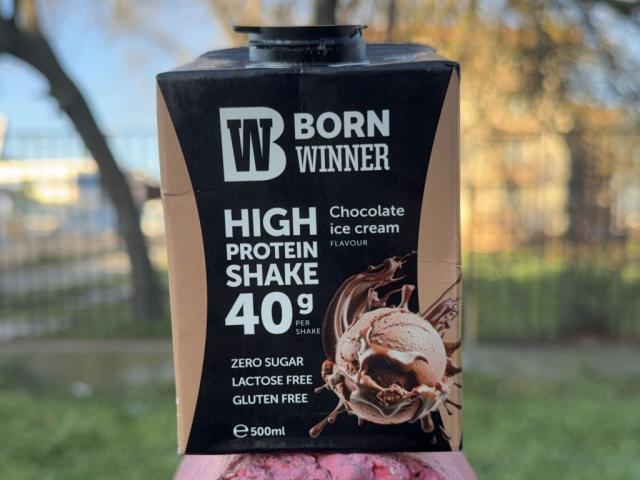 WB BORN
WINNER
HIGH
PROTEIN
SHAKE
40g
PER
SHAKE
Chocolate
ice cream
FLAVOUR
ZERO SUGAR
LACTOSE FREE
GLUTEN FREE
℮ 500ml